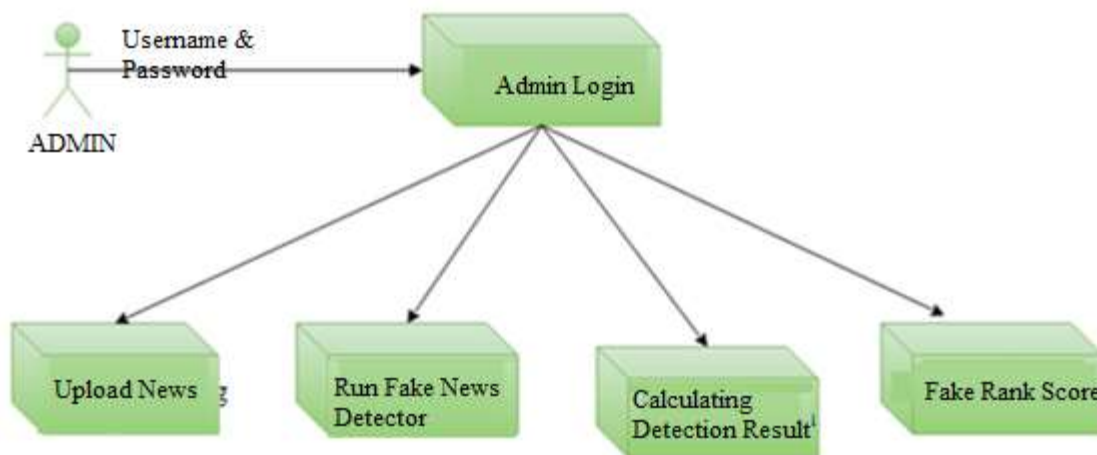 Username &
Password
Admin Login
ADMIN
Upload News g
Run Fake News
Detector
Calculating
Detection Result
Fake Rank Score